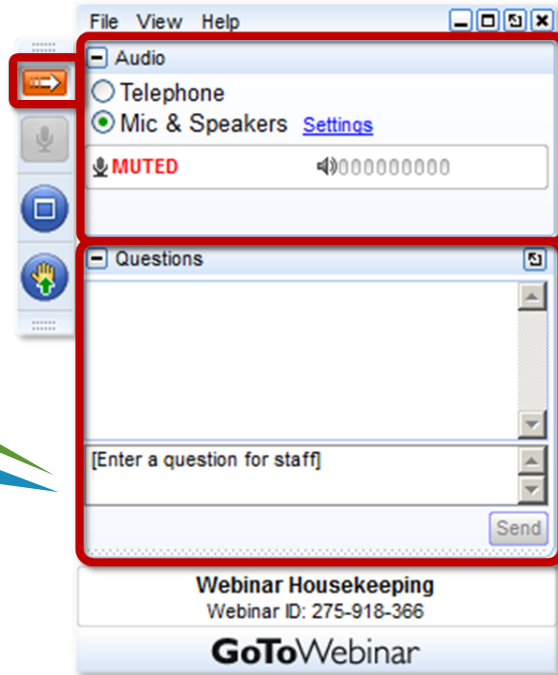 File View Help
Audio
Telephone
Mic & Speakers Settings
MUTED 000000000
Questions
[Enter a question for staff]
Send
Webinar Housekeeping
Webinar ID: 275-918-366
GoToWebinar